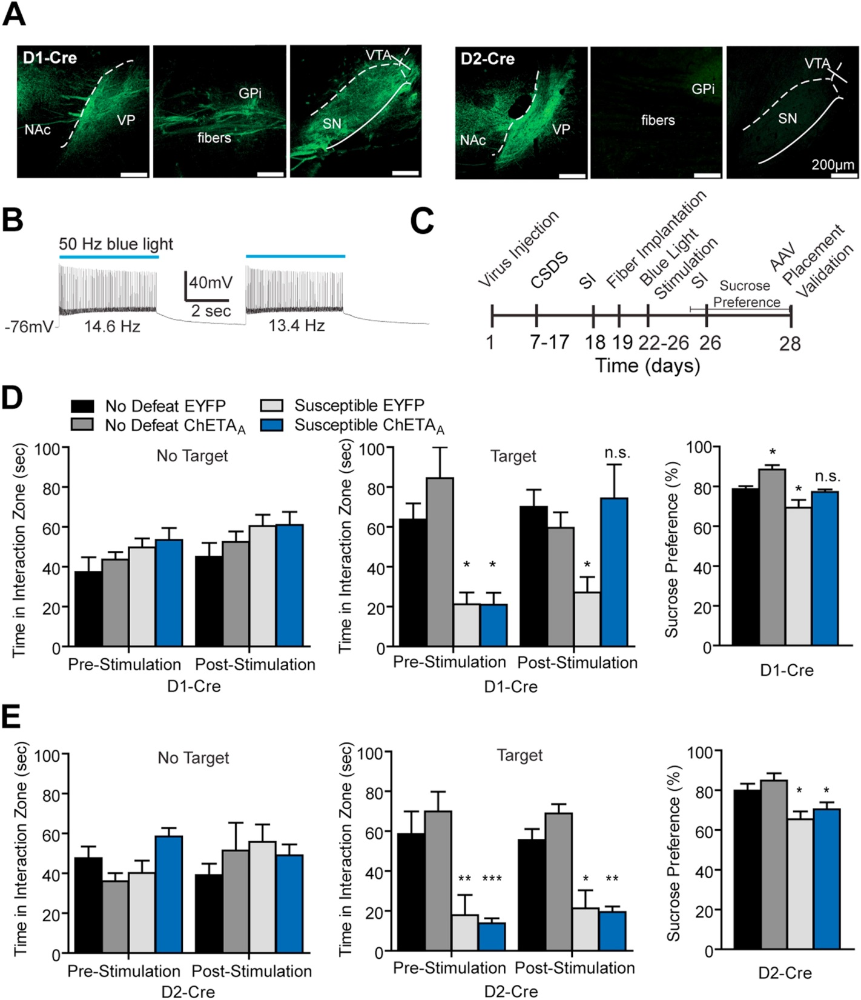 A
D1-Cre
NAc
VP
GPi
fibers
VTA
SN
D2-Cre
NAc
VP
GPi
fibers
VTA
SN
200µm
B
50 Hz blue light
40mV
2 sec
-76mV
14.6 Hz
13.4 Hz
C
Virus Injection
CSDS
SI
Fiber Implantation
Blue Light
Stimulation
SI
Sucrose
Preference
AAV
Placement
Validation
1
7-17
18
19
22-26
26
28
Time (days)
D
No Defeat EYFP
No Defeat ChETAA
Susceptible EYFP
Susceptible ChETAA
Time in Interaction Zone (sec)
100
80
60
40
20
0
No Target
Pre-Stimulation
Post-Stimulation
D1-Cre
Time in Interaction Zone (sec)
100
80
60
40
20
0
Target
*
*
*
n.s.
Pre-Stimulation
Post-Stimulation
D1-Cre
Sucrose Preference (%)
100
80
60
40
20
0
*
*
n.s.
D1-Cre
E
Time in Interaction Zone (sec)
100
80
60
40
20
0
No Target
Pre-Stimulation
Post-Stimulation
D2-Cre
Time in Interaction Zone (sec)
100
80
60
40
20
0
Target
**
***
*
**
Pre-Stimulation
Post-Stimulation
D2-Cre
Sucrose Preference (%)
100
80
60
40
20
0
*
*
D2-Cre